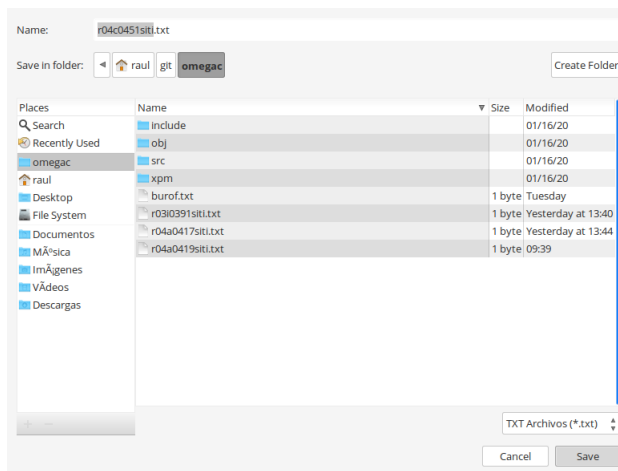 Name: r04c0451siti.txt
Save in folder: raul git omegac Create Folder
Places Name Size Modified
Search include 01/16/20
Recently Used obj 01/16/20
omegac src 01/16/20
raul xpm 01/16/20
Desktop burof.txt 1 byte Tuesday
File System r03i0391siti.txt 1 byte Yesterday at 13:40
Documentos r04a0417siti.txt 1 byte Yesterday at 13:44
MÃºsica r04a0419siti.txt 1 byte 09:39
ImÃ¡genes
VÃ­deos
Descargas
TXT Archivos (*.txt)
Cancel Save